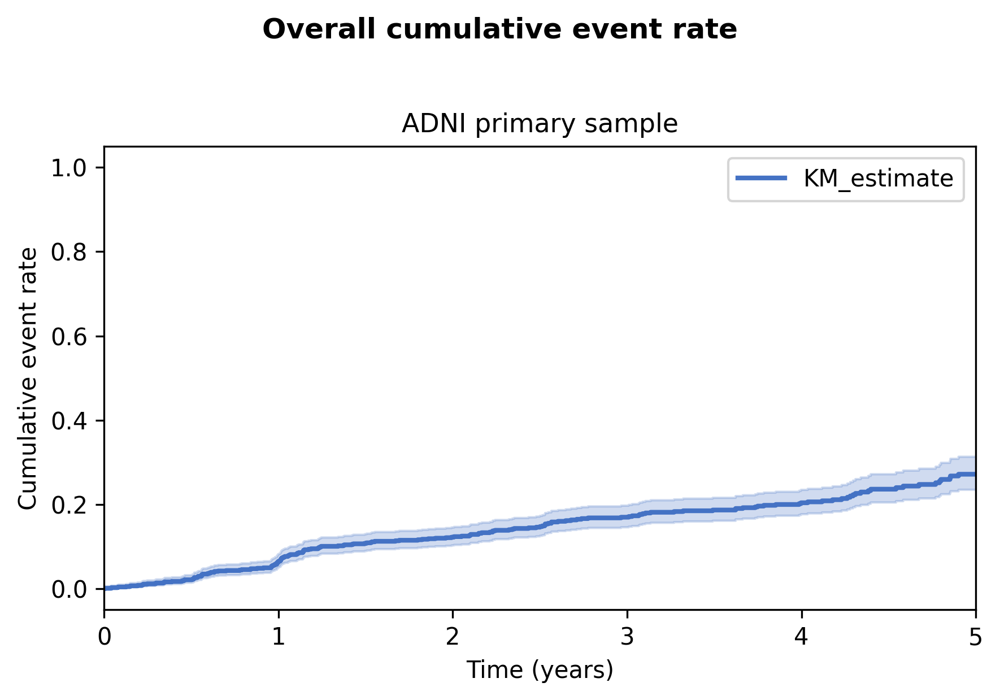 Overall cumulative event rate
ADNI primary sample
KM_estimate
Cumulative event rate
1.0
0.8
0.6
0.4
0.2
0.0
0 1 2 3 4 5
Time (years)